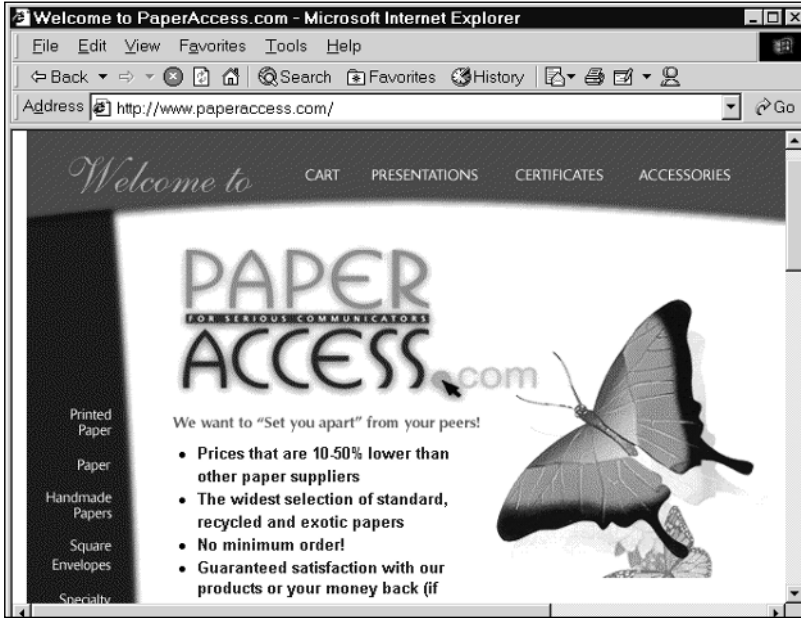 Welcome to PaperAccess.com - Microsoft Internet Explorer
File Edit View Favorites Tools Help
Back Search Favorites History
Address http://www.paperaccess.com/ Go
Welcome to CART PRESENTATIONS CERTIFICATES ACCESSORIES
PAPER
FOR SERIOUS COMMUNICATORS
ACCESS.com
We want to “Set you apart” from your peers!
• Prices that are 10-50% lower than
other paper suppliers
• The widest selection of standard,
recycled and exotic papers
• No minimum order!
• Guaranteed satisfaction with our
products or your money back (if
Printed
Paper
Paper
Handmade
Papers
Square
Envelopes
Specialty